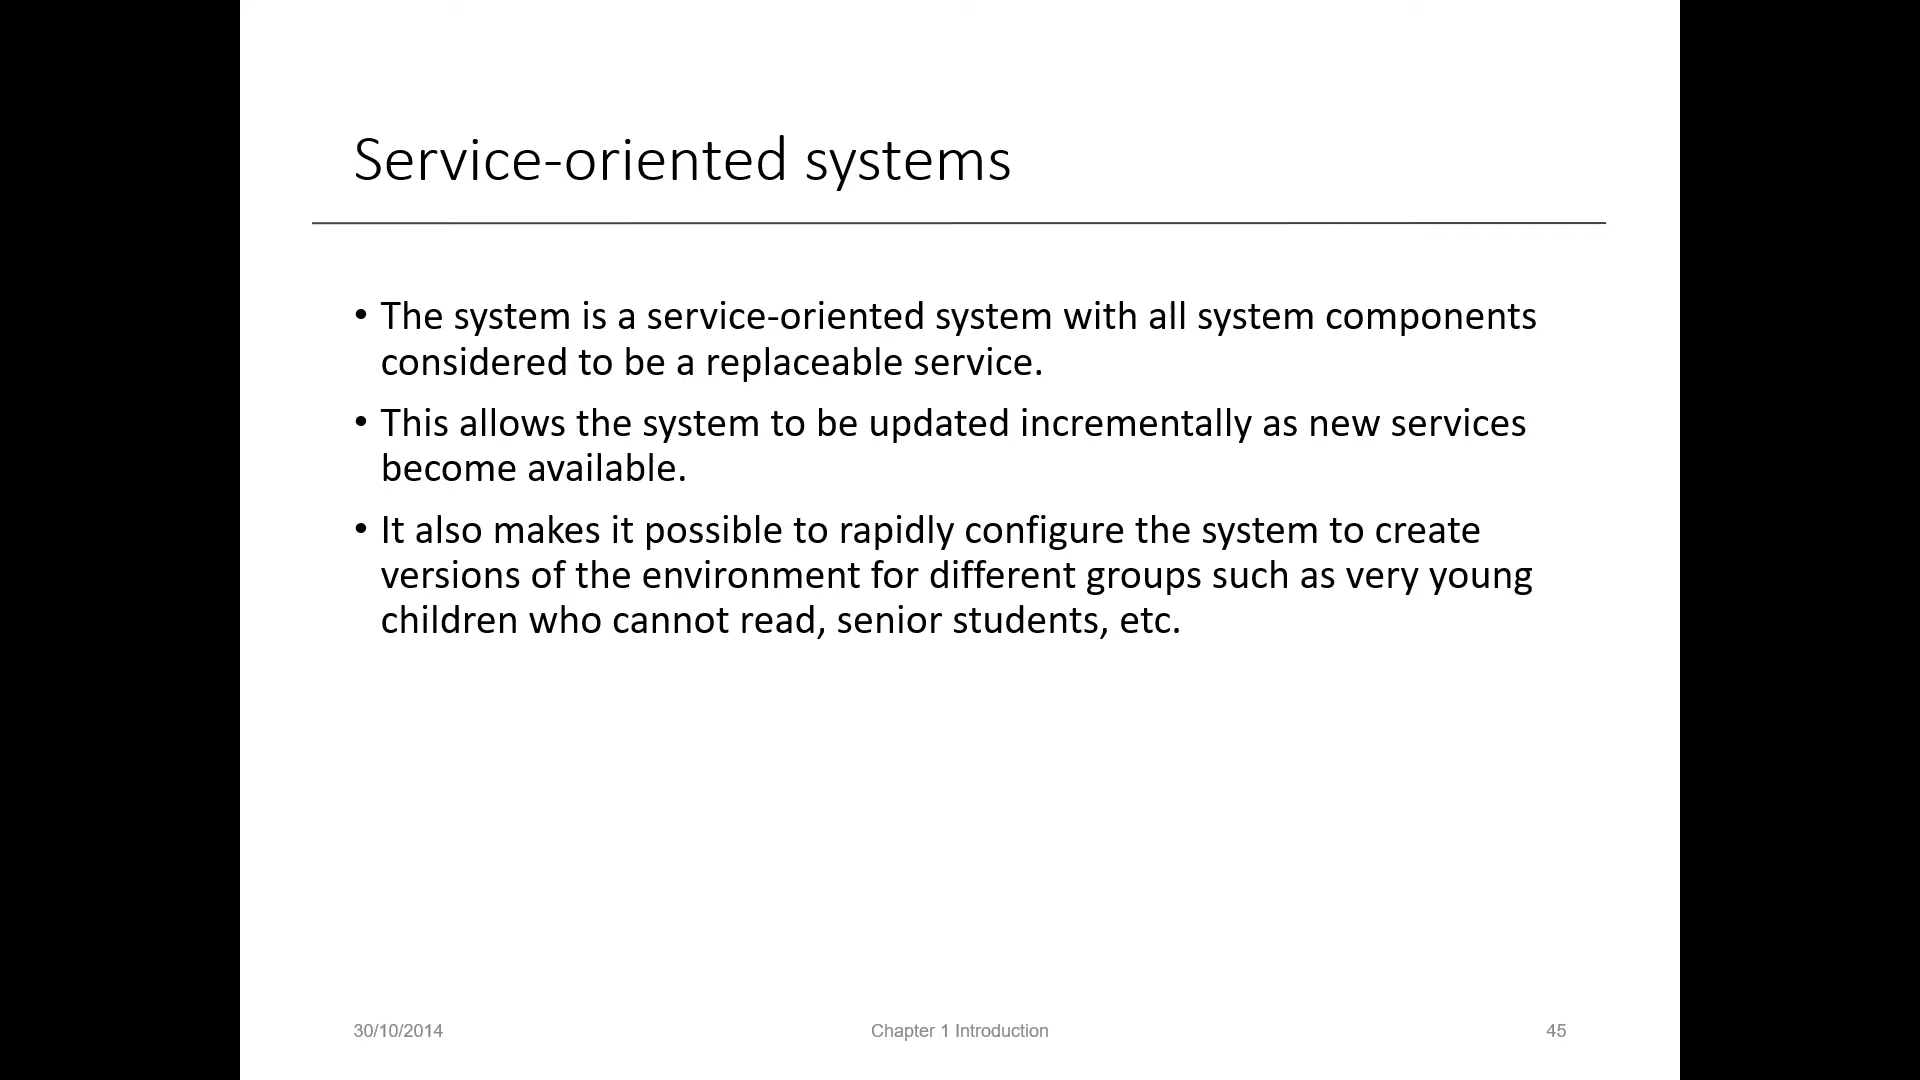 Service-oriented systems
• The system is a service-oriented system with all system components
considered to be a replaceable service.
• This allows the system to be updated incrementally as new services
become available.
• It also makes it possible to rapidly configure the system to create
versions of the environment for different groups such as very young
children who cannot read, senior students, etc.
30/10/2014
Chapter 1 Introduction
45